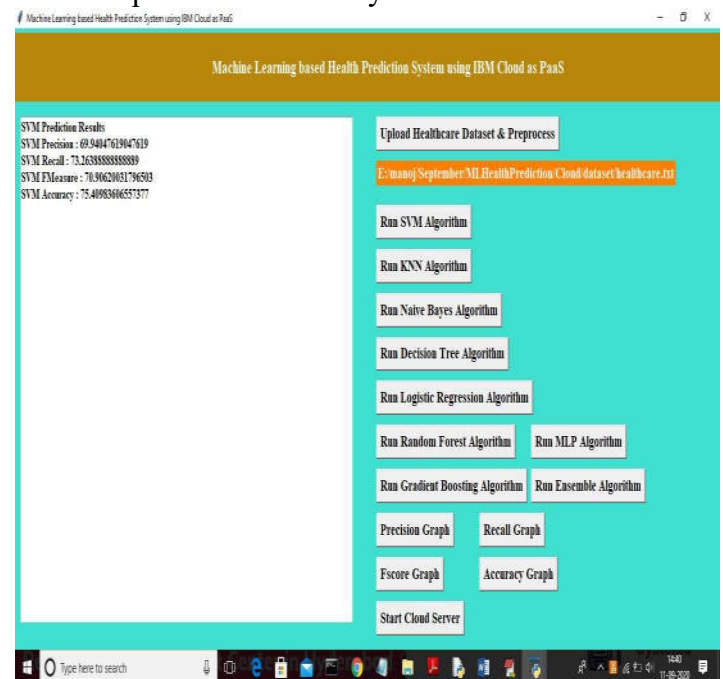 Machine Learning based Health Prediction System using IBM Cloud as PaaS
Machine Learning based Health Prediction System using IBM Cloud as PaaS
SVM Prediction Results
SVM Precision : 69.94047619047619
SVM Recall : 73.26388888888889
SVM FMeasure : 70.90620031796503
SVM Accuracy : 75.40983606557377
Upload Healthcare Dataset & Preprocess
E:/manoj/September/MLHealthPrediction/Cloud/dataset/healthcare.txt
Run SVM Algorithm
Run KNN Algorithm
Run Naive Bayes Algorithm
Run Decision Tree Algorithm
Run Logistic Regression Algorithm
Run Random Forest Algorithm Run MLP Algorithm
Run Gradient Boosting Algorithm Run Ensemble Algorithm
Precision Graph Recall Graph
Fscore Graph Accuracy Graph
Start Cloud Server
Type here to search
14:40
11-09-2020